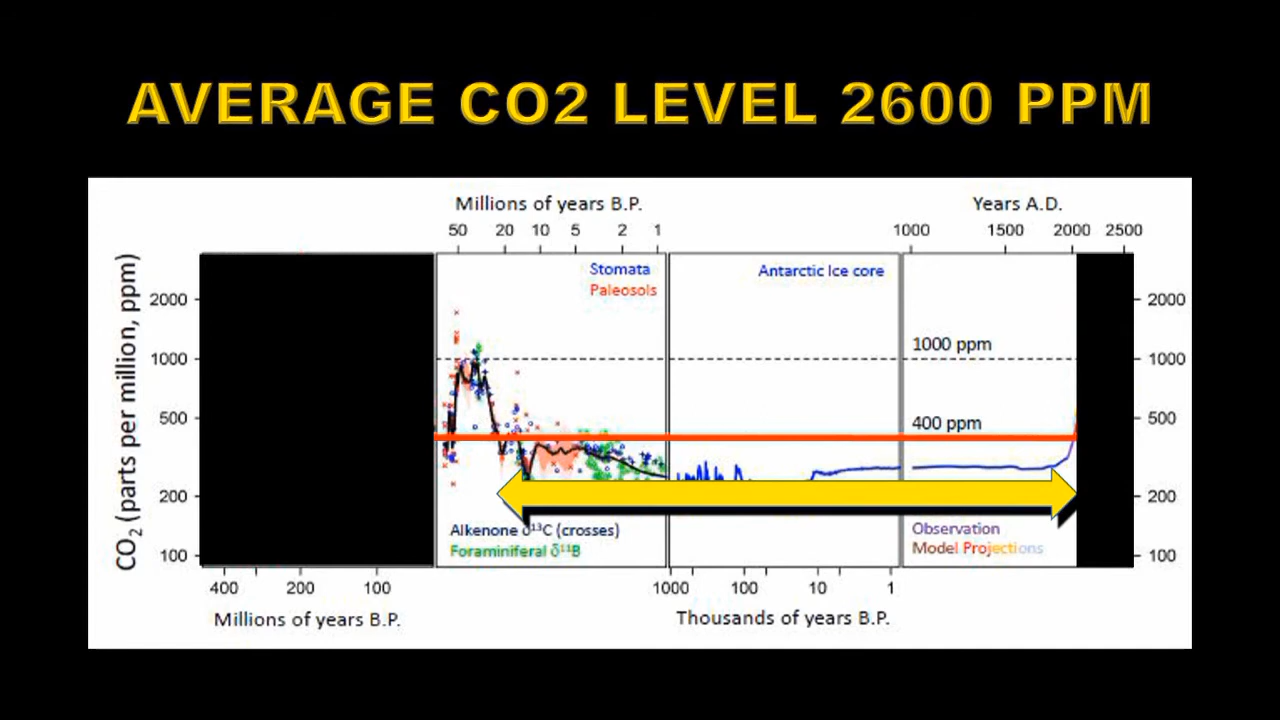 AVERAGE CO2 LEVEL 2600 PPM
Millions of years B.P.
Years A.D.
50 20 10 5 2 1
1000 1500 2000 2500
CO2 (parts per million, ppm)
2000
1000
500
200
100
Stomata
Paleosols
Antarctic Ice core
1000 ppm
400 ppm
2000
1000
500
200
100
Alkenone δ¹³C (crosses)
Foraminiferal δ¹¹B
Observation
Model Projections
400 200 100
1000 100 10 1
Millions of years B.P.
Thousands of years B.P.